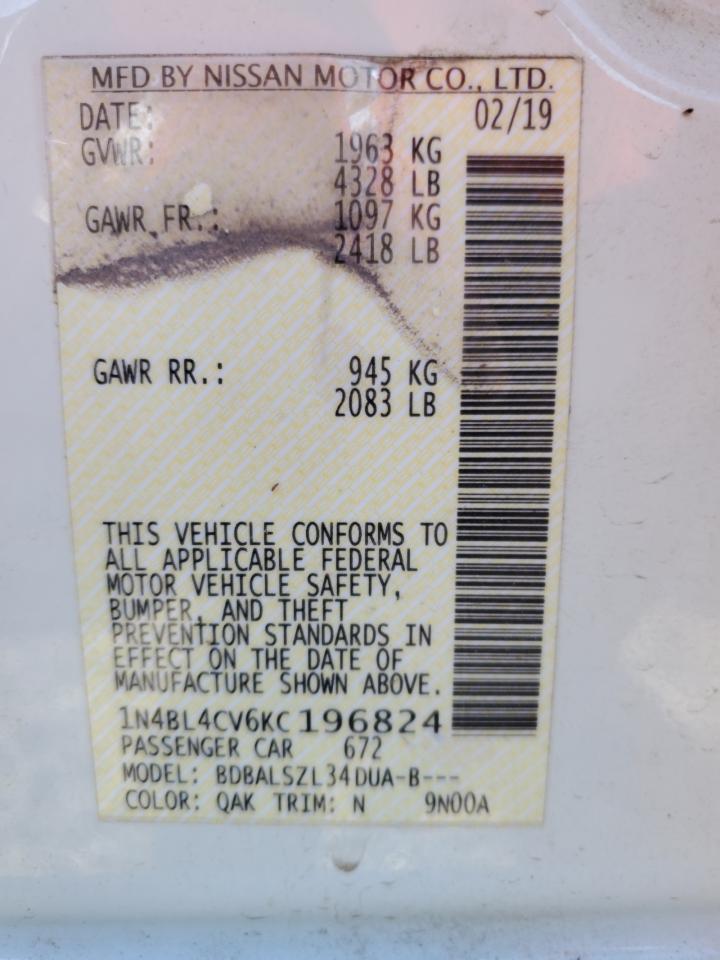 MFD BY NISSAN MOTOR CO., LTD.
DATE: 02/19
GVWR: 1963 KG
4328 LB
GAWR FR.: 1097 KG
2418 LB
GAWR RR.: 945 KG
2083 LB
THIS VEHICLE CONFORMS TO
ALL APPLICABLE FEDERAL
MOTOR VEHICLE SAFETY,
BUMPER, AND THEFT
PREVENTION STANDARDS IN
EFFECT ON THE DATE OF
MANUFACTURE SHOWN ABOVE.
1N4BL4CV6KC196824
PASSENGER CAR 672
MODEL: BDBALSZL34DUA-B---
COLOR: QAK TRIM: N 9N00A